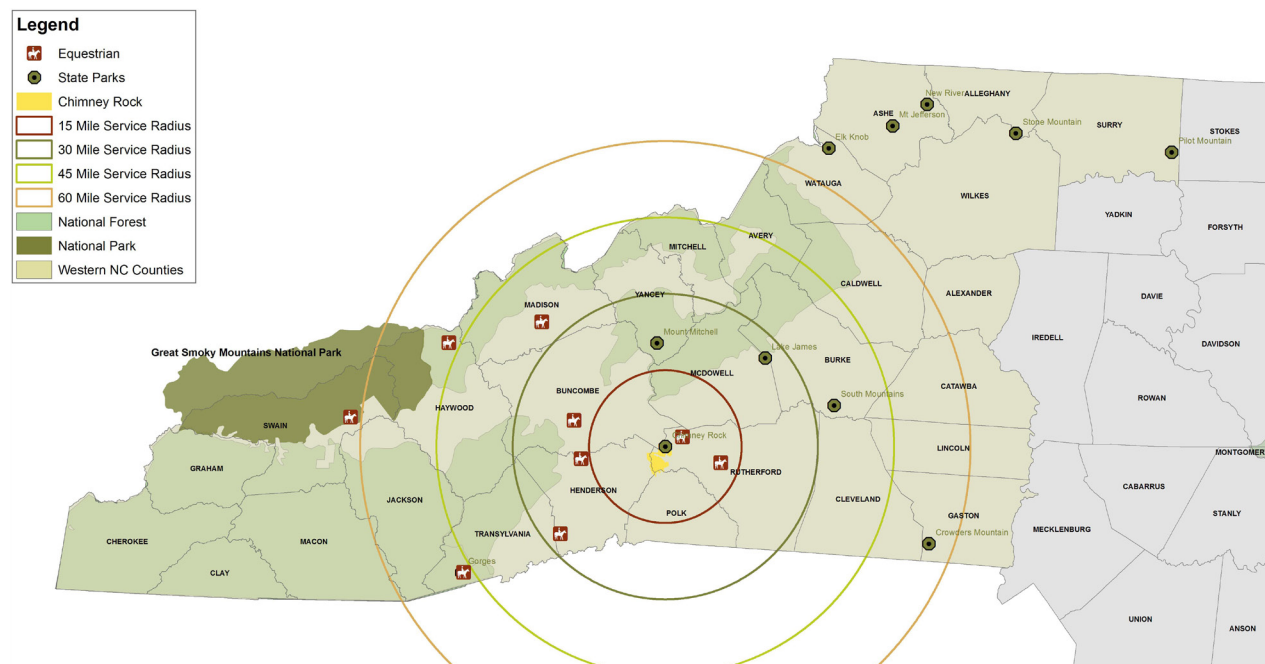 Legend
Equestrian
State Parks
Chimney Rock
15 Mile Service Radius
30 Mile Service Radius
45 Mile Service Radius
60 Mile Service Radius
National Forest
National Park
Western NC Counties
New River
ALLEGHANY
ASHE
Mt Jefferson
Stone Mountain
SURRY
STOKES
Elk Knob
Pilot Mountain
WATAUGA
WILKES
YADKIN
FORSYTH
AVERY
MITCHELL
CALDWELL
ALEXANDER
YANCEY
DAVIE
MADISON
IREDELL
Mount Mitchell
DAVIDSON
Great Smoky Mountains National Park
Lake James
BURKE
MCDOWELL
CATAWBA
BUNCOMBE
South Mountains
ROWAN
HAYWOOD
SWAIN
Chimney Rock
LINCOLN
MONTGOMER
GRAHAM
RUTHERFORD
CABARRUS
HENDERSON
JACKSON
CLEVELAND
POLK
GASTON
STANLY
MECKLENBURG
TRANSYLVANIA
Crowders Mountain
CHEROKEE
MACON
Gorges
CLAY
UNION
ANSON